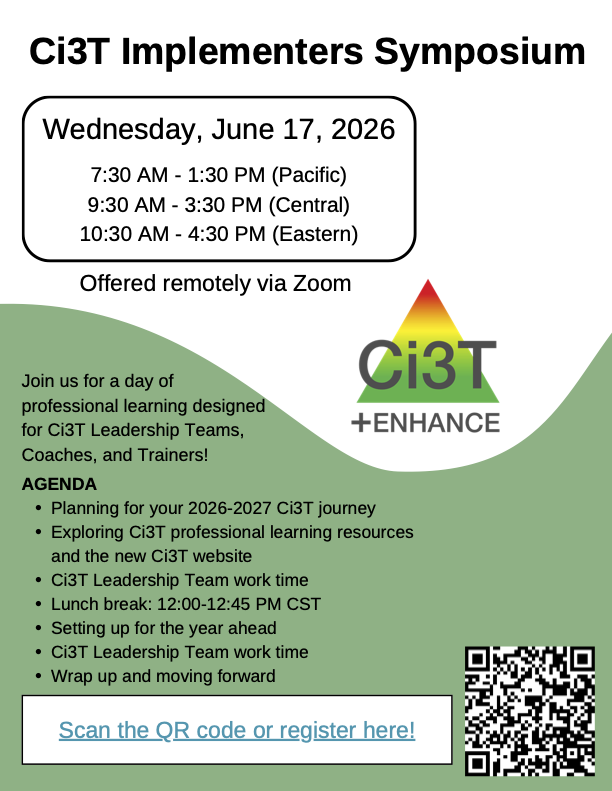 Ci3T Implementers Symposium
Wednesday, June 17, 2026
7:30 AM - 1:30 PM (Pacific)
9:30 AM - 3:30 PM (Central)
10:30 AM - 4:30 PM (Eastern)
Offered remotely via Zoom
Ci3T
+ENHANCE
Join us for a day of
professional learning designed
for Ci3T Leadership Teams,
Coaches, and Trainers!
AGENDA
• Planning for your 2026-2027 Ci3T journey
• Exploring Ci3T professional learning resources
and the new Ci3T website
• Ci3T Leadership Team work time
• Lunch break: 12:00-12:45 PM CST
• Setting up for the year ahead
• Ci3T Leadership Team work time
• Wrap up and moving forward
Scan the QR code or register here!